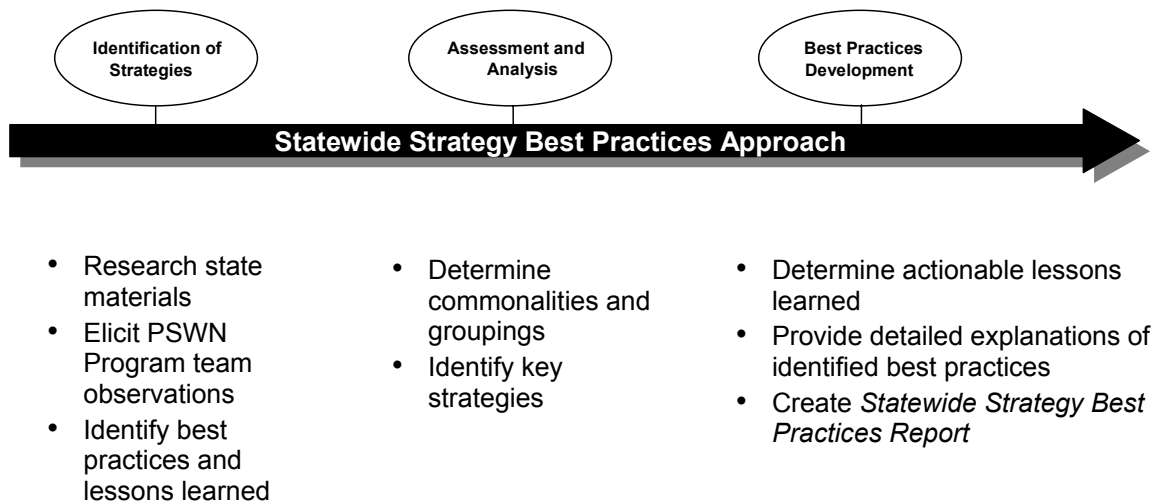 Identification of
Strategies
Assessment and
Analysis
Best Practices
Development
Statewide Strategy Best Practices Approach
• Research state
materials
• Elicit PSWN
Program team
observations
• Identify best
practices and
lessons learned
• Determine
commonalities and
groupings
• Identify key
strategies
• Determine actionable lessons
learned
• Provide detailed explanations of
identified best practices
• Create Statewide Strategy Best
Practices Report